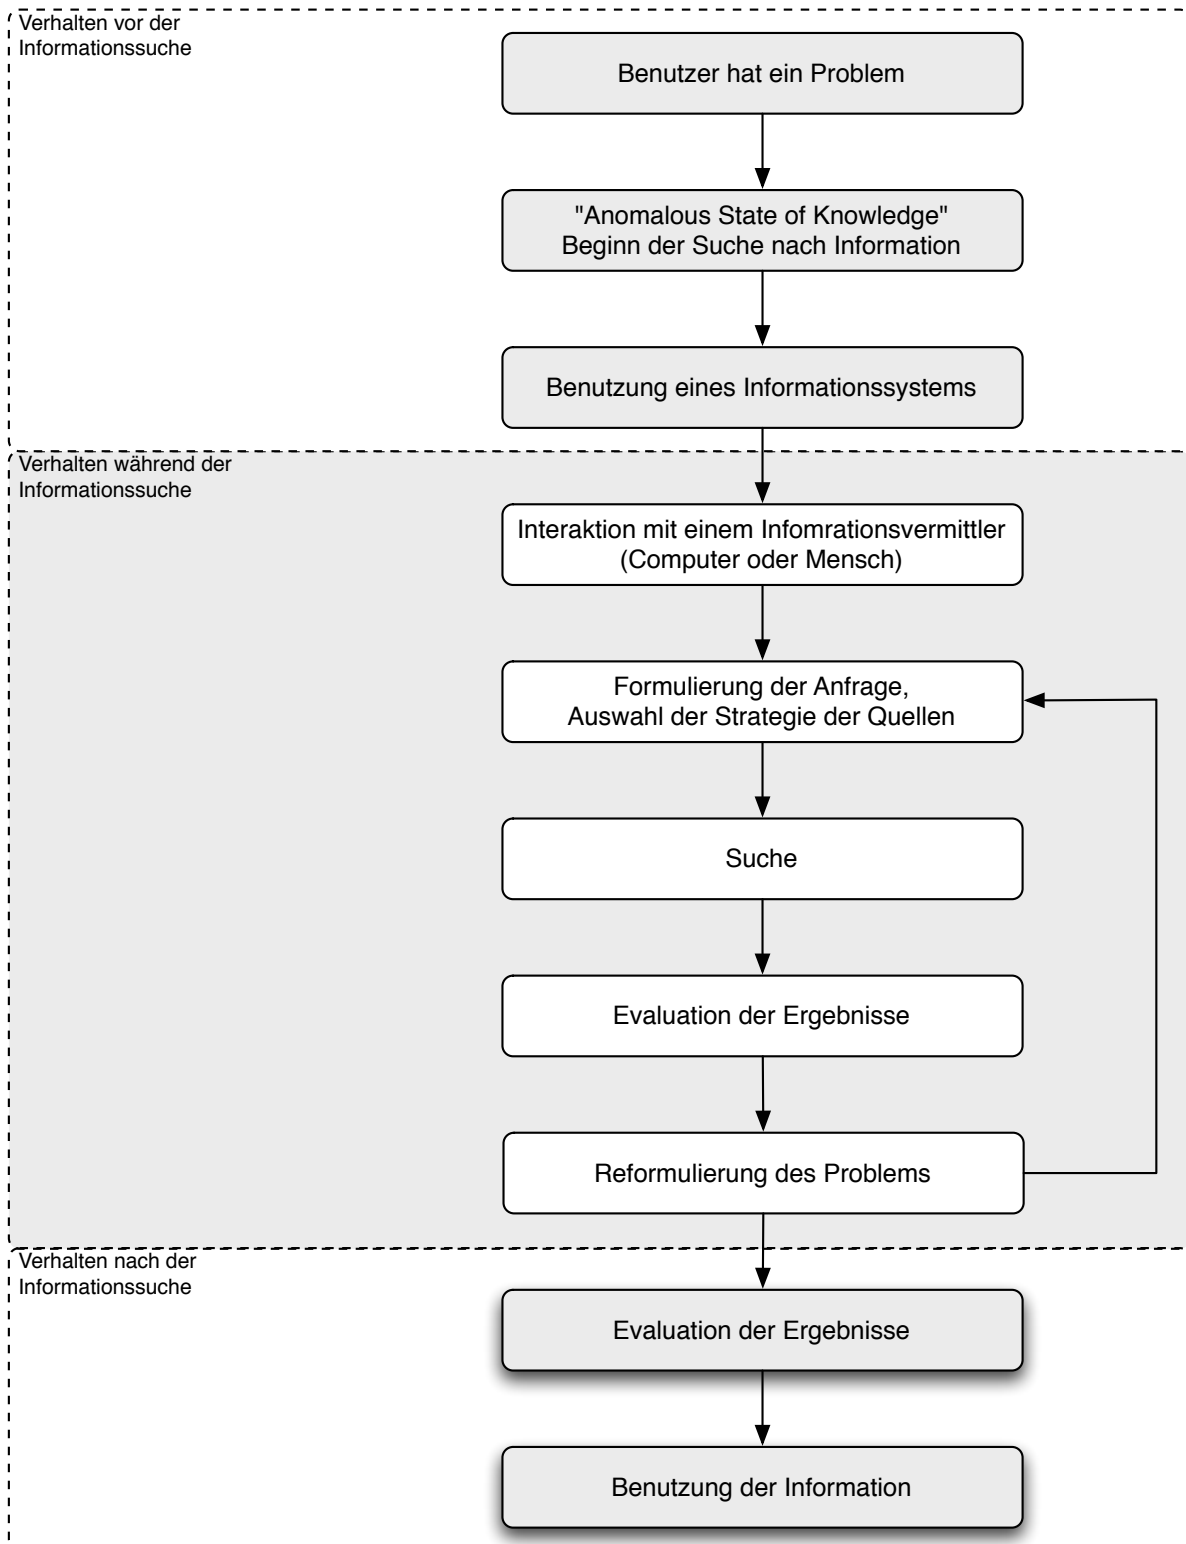 Verhalten vor der
Informationssuche
Benutzer hat ein Problem
"Anomalous State of Knowledge"
Beginn der Suche nach Information
Benutzung eines Informationssystems
Verhalten während der
Informationssuche
Interaktion mit einem Infomrationsvermittler
(Computer oder Mensch)
Formulierung der Anfrage,
Auswahl der Strategie der Quellen
Suche
Evaluation der Ergebnisse
Reformulierung des Problems
Verhalten nach der
Informationssuche
Evaluation der Ergebnisse
Benutzung der Information